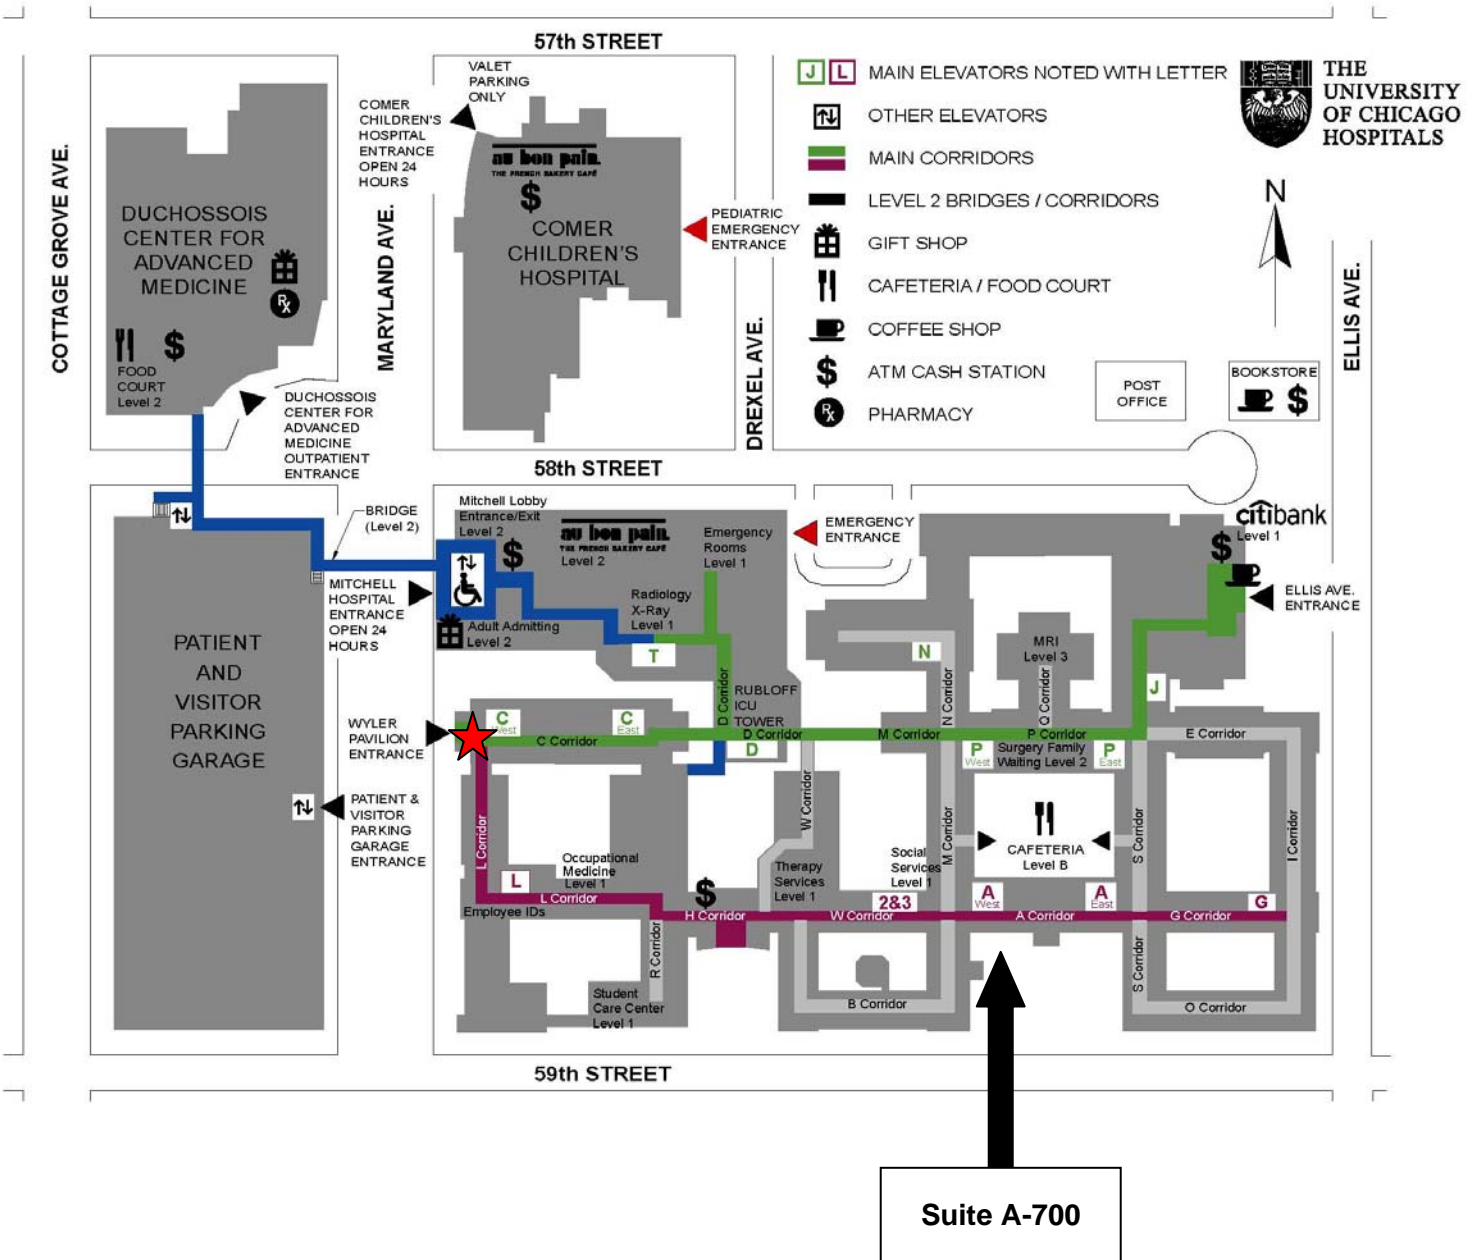 57th STREET
VALET
PARKING
ONLY
COMER
CHILDREN'S
HOSPITAL
ENTRANCE
OPEN 24
HOURS
au bon pain.
THE FRENCH BAKERY CAFÉ
$
COMER
CHILDREN'S
HOSPITAL
PEDIATRIC
EMERGENCY
ENTRANCE
J L MAIN ELEVATORS NOTED WITH LETTER
OTHER ELEVATORS
MAIN CORRIDORS
LEVEL 2 BRIDGES / CORRIDORS
GIFT SHOP
CAFETERIA / FOOD COURT
COFFEE SHOP
$ ATM CASH STATION
Rx PHARMACY
THE
UNIVERSITY
OF CHICAGO
HOSPITALS
N
COTTAGE GROVE AVE.
MARYLAND AVE.
DREXEL AVE.
ELLIS AVE.
DUCHOSSOIS
CENTER FOR
ADVANCED
MEDICINE
Rx
$
FOOD
COURT
Level 2
DUCHOSSOIS
CENTER FOR
ADVANCED
MEDICINE
OUTPATIENT
ENTRANCE
POST
OFFICE
BOOKSTORE
$
58th STREET
BRIDGE
(Level 2)
Mitchell Lobby
Entrance/Exit
Level 2
$
au bon pain.
THE FRENCH BAKERY CAFÉ
Level 2
Emergency
Rooms
Level 1
EMERGENCY
ENTRANCE
citibank
Level 1
$
ELLIS AVE.
ENTRANCE
MITCHELL
HOSPITAL
ENTRANCE
OPEN 24
HOURS
Adult Admitting
Level 2
Radiology
X-Ray
Level 1
T
D Corridor
RUBLOFF
ICU
TOWER
N
N Corridor
MRI
Level 3
O Corridor
J
PATIENT
AND
VISITOR
PARKING
GARAGE
WYLER
PAVILION
ENTRANCE
C
West
C
East
C Corridor
D Corridor
D
M Corridor
P Corridor
E Corridor
P
West
Surgery Family
Waiting Level 2
P
East
PATIENT &
VISITOR
PARKING
GARAGE
ENTRANCE
L Corridor
W Corridor
M Corridor
S Corridor
I Corridor
CAFETERIA
Level B
Occupational
Medicine
Level 1
Therapy
Services
Level 1
Social
Services
Level 1
L
L Corridor
Employee IDs
$
H Corridor
W Corridor
2&3
A
West
A Corridor
A
East
G Corridor
G
R Corridor
Student
Care Center
Level 1
B Corridor
S Corridor
O Corridor
59th STREET
Suite A-700